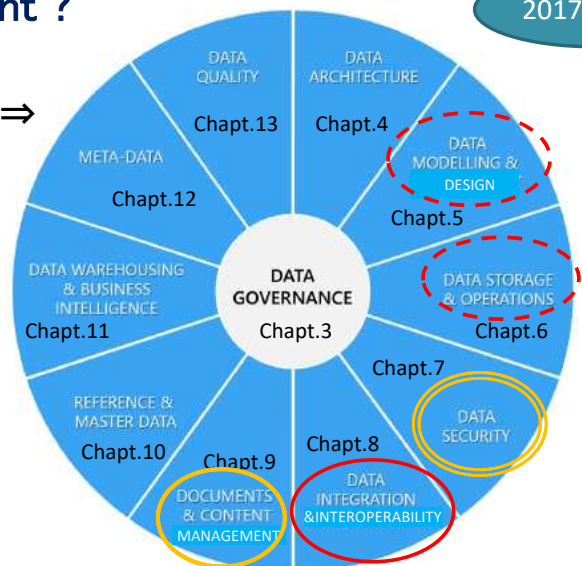 nt ?
2017
⇒
DATA
QUALITY
Chapt.13
DATA
ARCHITECTURE
Chapt.4
DATA
MODELLING &
DESIGN
Chapt.5
META-DATA
Chapt.12
DATA STORAGE
& OPERATIONS
Chapt.6
DATA WAREHOUSING
& BUSINESS
INTELLIGENCE
Chapt.11
DATA
GOVERNANCE
Chapt.3
Chapt.7
DATA
SECURITY
REFERENCE &
MASTER DATA
Chapt.10
Chapt.9
DOCUMENTS
& CONTENT
MANAGEMENT
Chapt.8
DATA
INTEGRATION
&INTEROPERABILITY